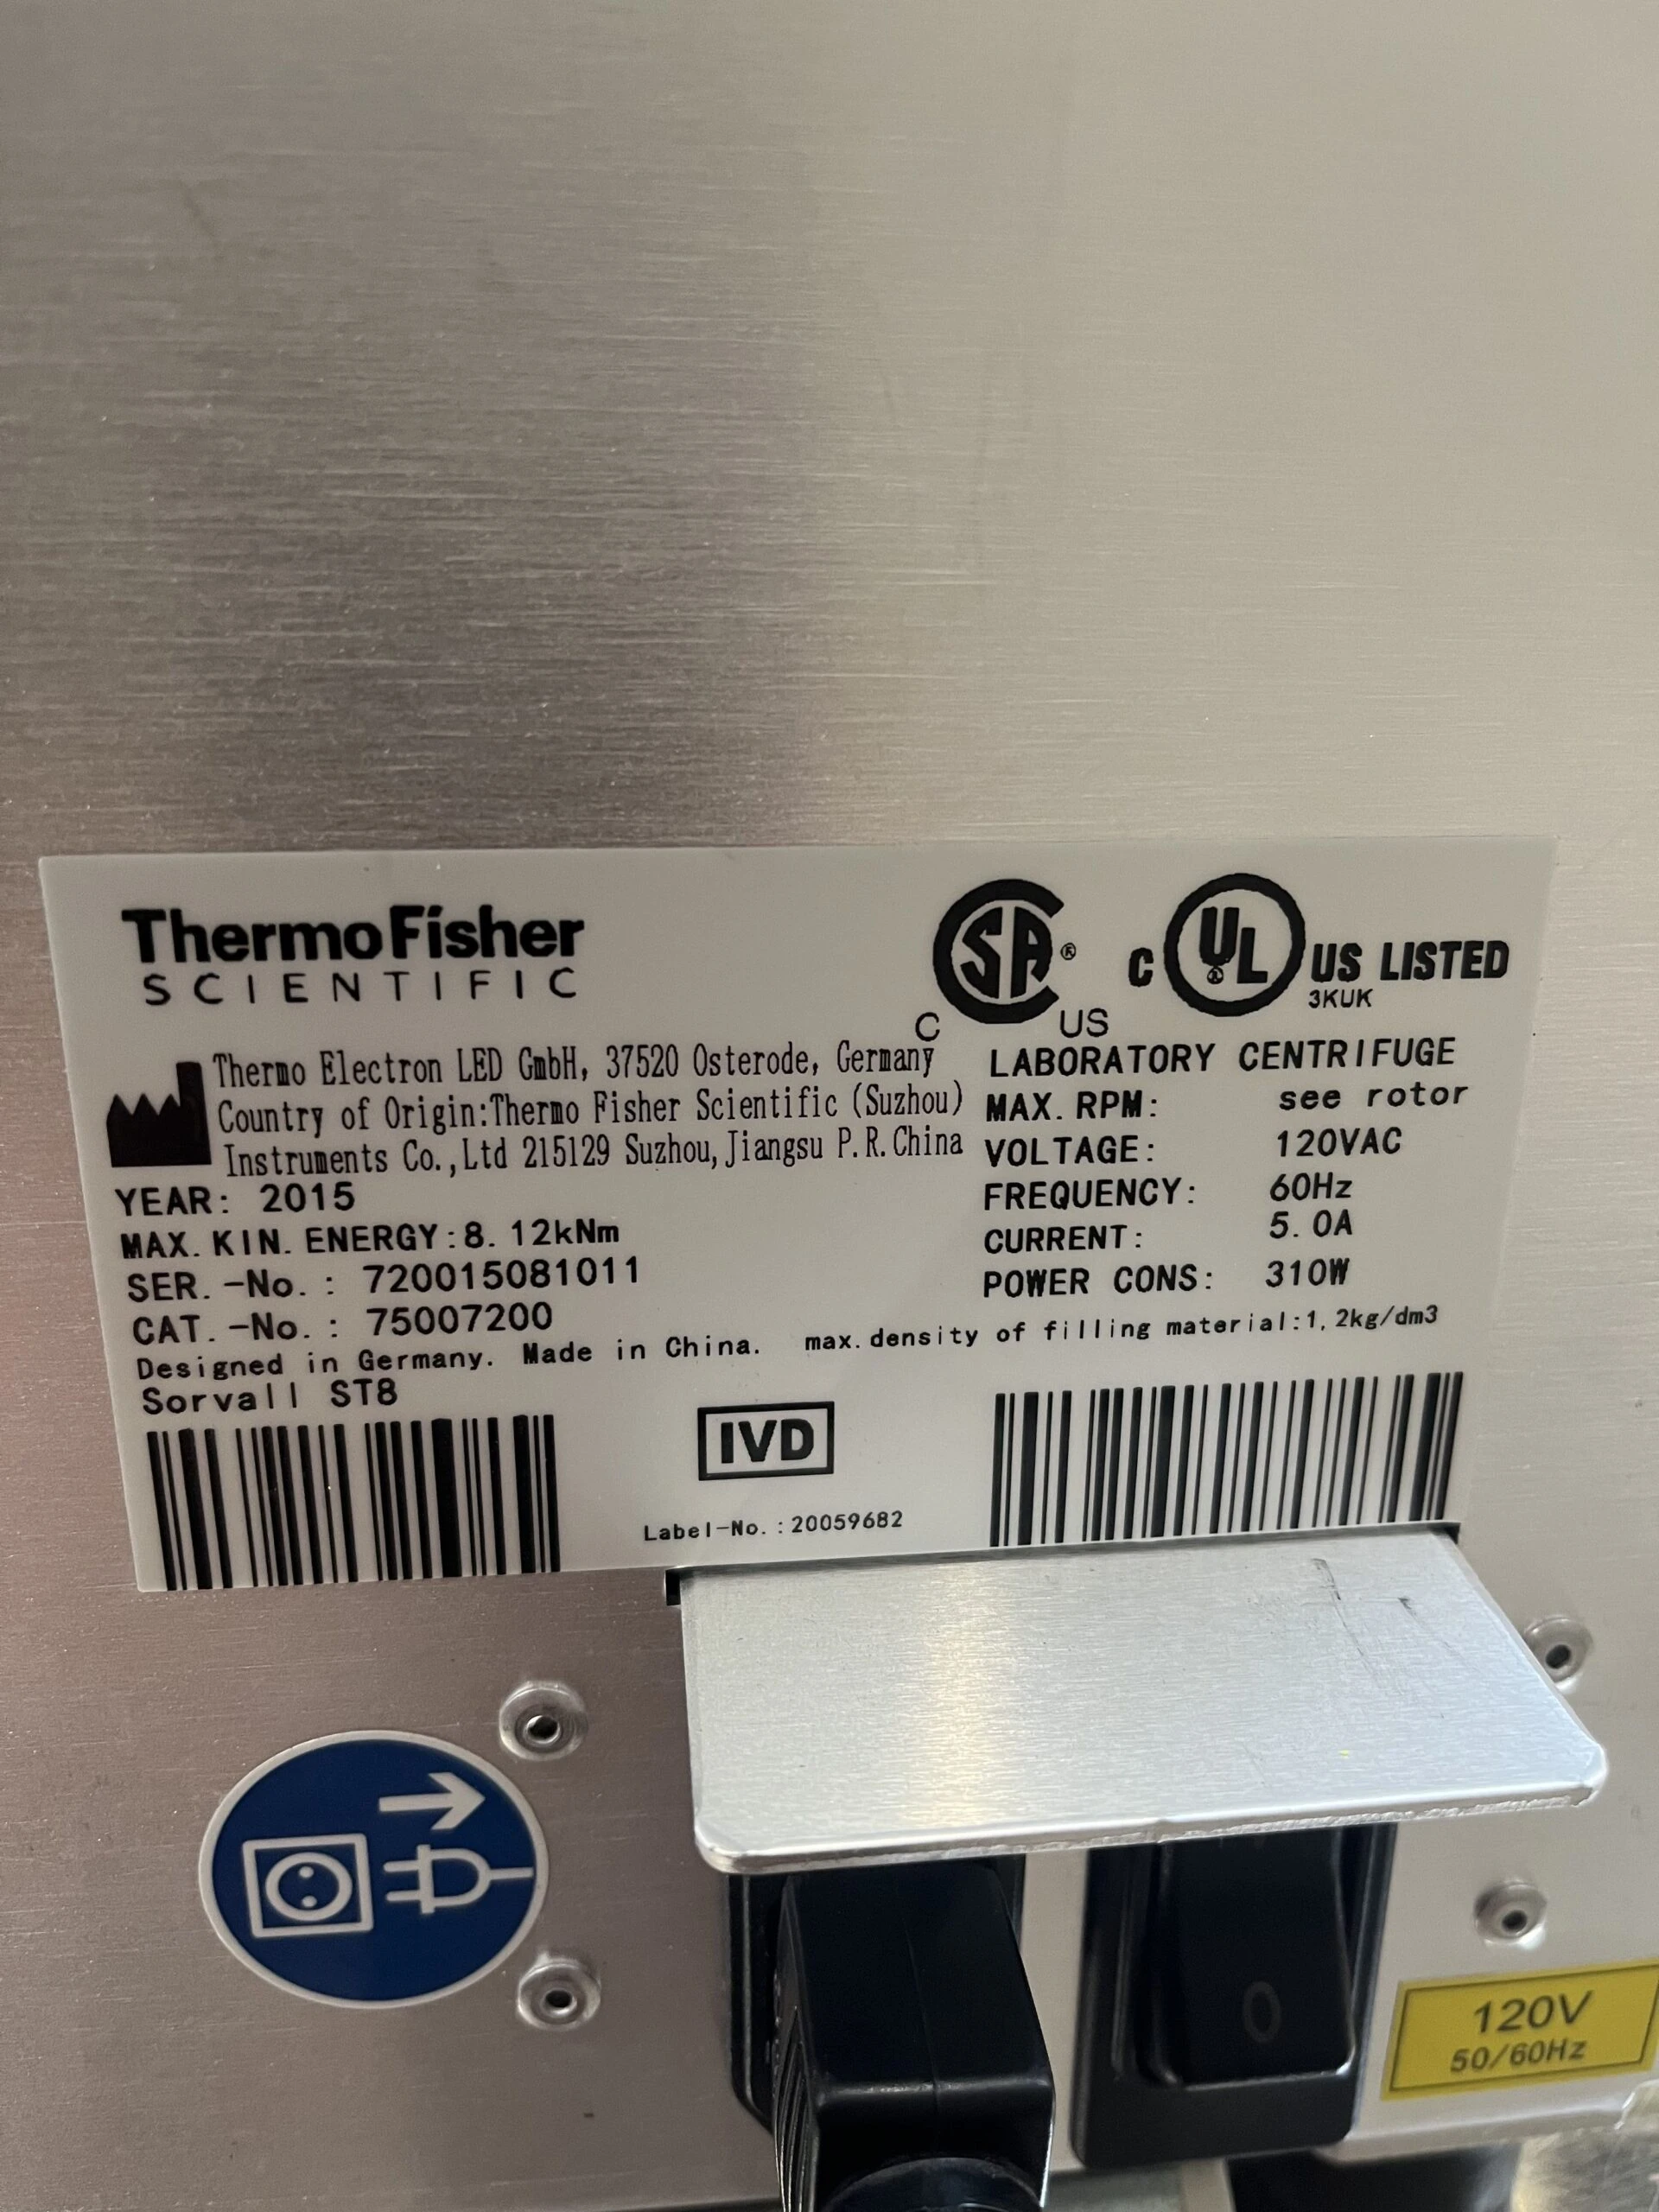 ThermoFisher
SCIENTIFIC
SA ®
C US
C UL ® US LISTED
3KUK
Thermo Electron LED GmbH, 37520 Osterode, Germany
Country of Origin:Thermo Fisher Scientific (Suzhou)
Instruments Co.,Ltd 215129 Suzhou,Jiangsu P.R.China
YEAR: 2015
MAX. KIN. ENERGY:8. 12kNm
SER. -No. : 720015081011
CAT. -No. : 75007200
Designed in Germany. Made in China.
Sorvall ST8
LABORATORY CENTRIFUGE
MAX. RPM: see rotor
VOLTAGE: 120VAC
FREQUENCY: 60Hz
CURRENT: 5. 0A
POWER CONS: 310W
max. density of filling material:1, 2kg/dm3
IVD
Label-No. :20059682
0
120V
50/60Hz